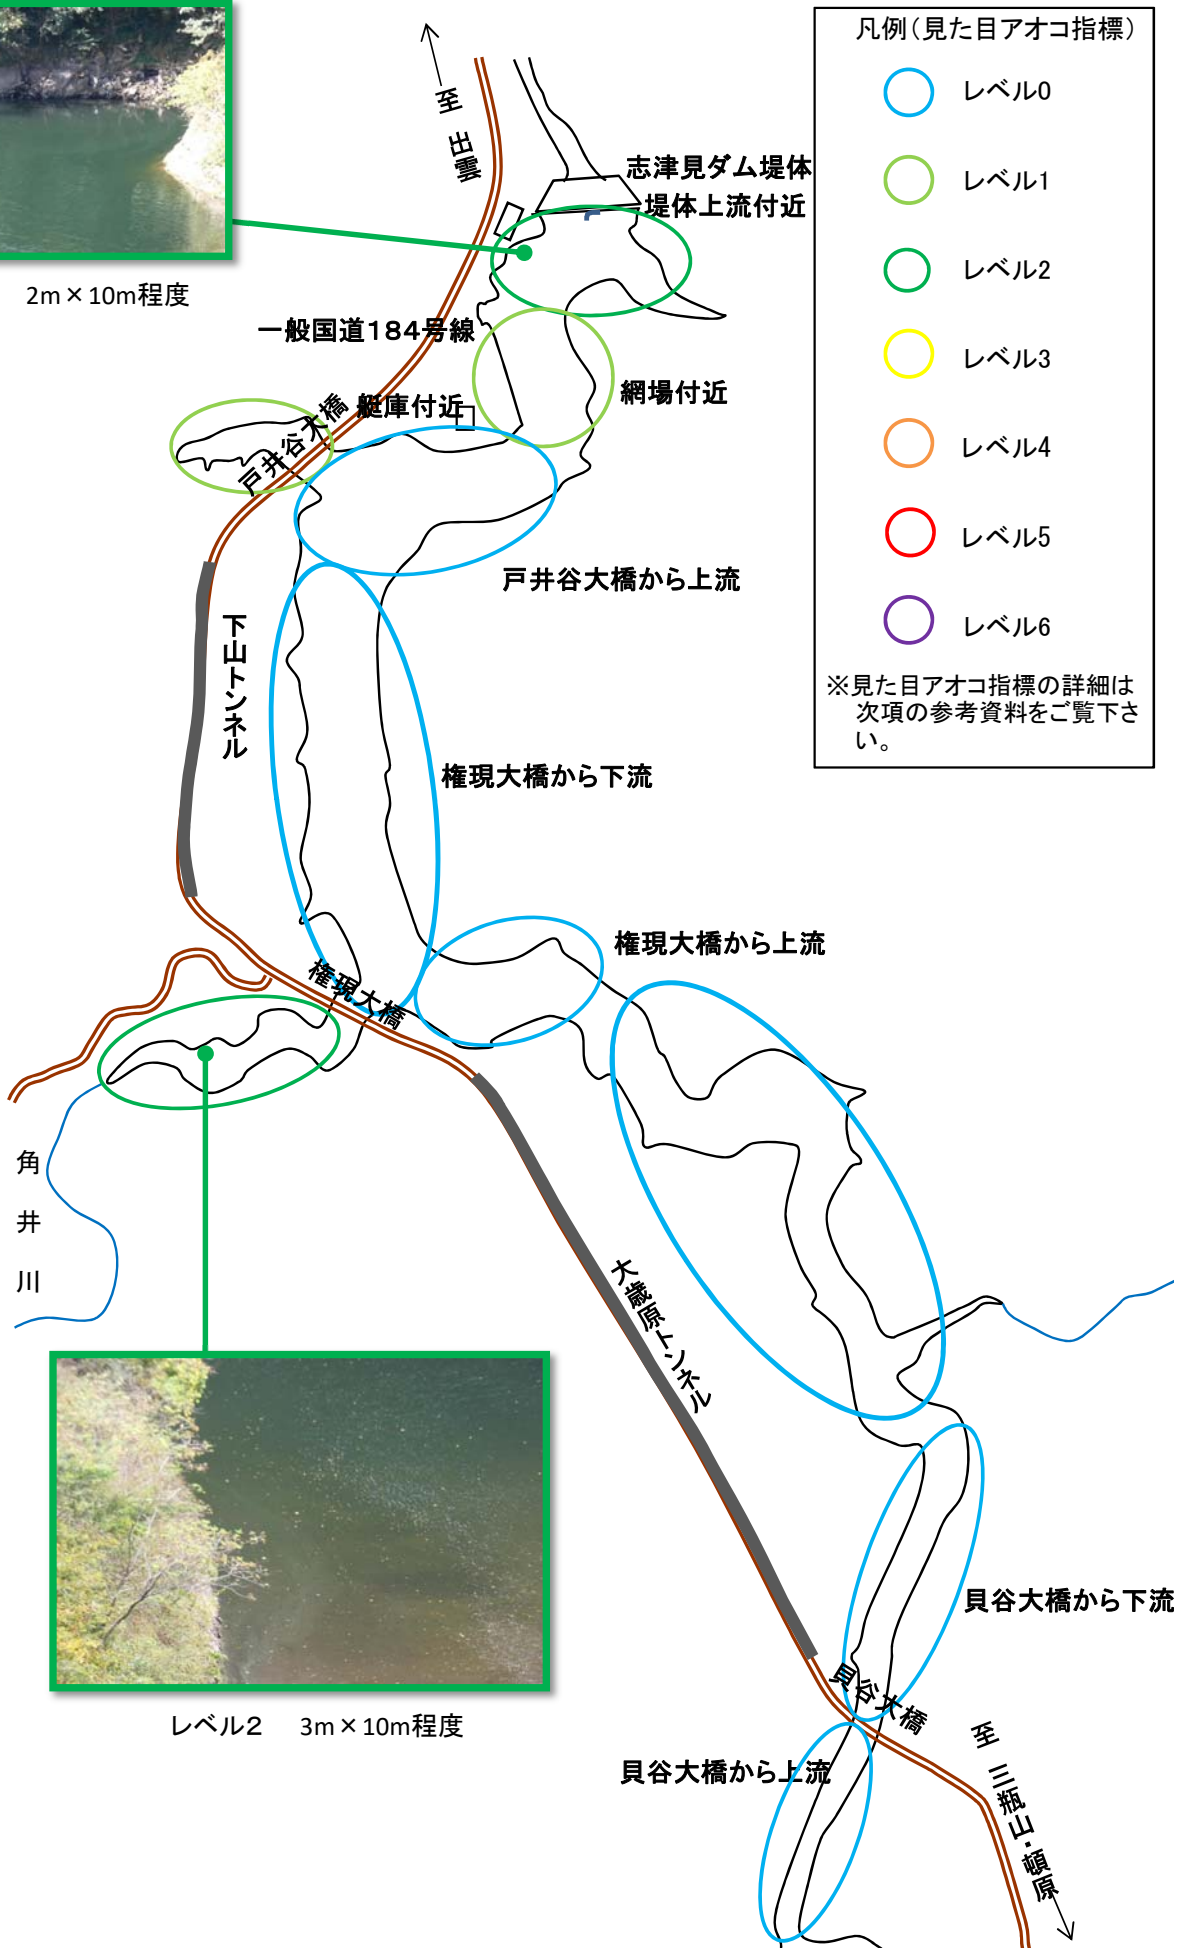 凡例（見た目アオコ指標）
レベル0
レベル1
レベル2
レベル3
レベル4
レベル5
レベル6
※見た目アオコ指標の詳細は
次項の参考資料をご覧下さ
い。
至 出雲
志津見ダム堤体
堤体上流付近
2m×10m程度
一般国道184号線
網場付近
艇庫付近
戸井谷大橋
戸井谷大橋から上流
下山トンネル
権現大橋から下流
権現大橋から上流
権現大橋
角井川
大歳原トンネル
貝谷大橋から下流
貝谷大橋
レベル2 3m×10m程度
貝谷大橋から上流
至 三瓶山・頓原